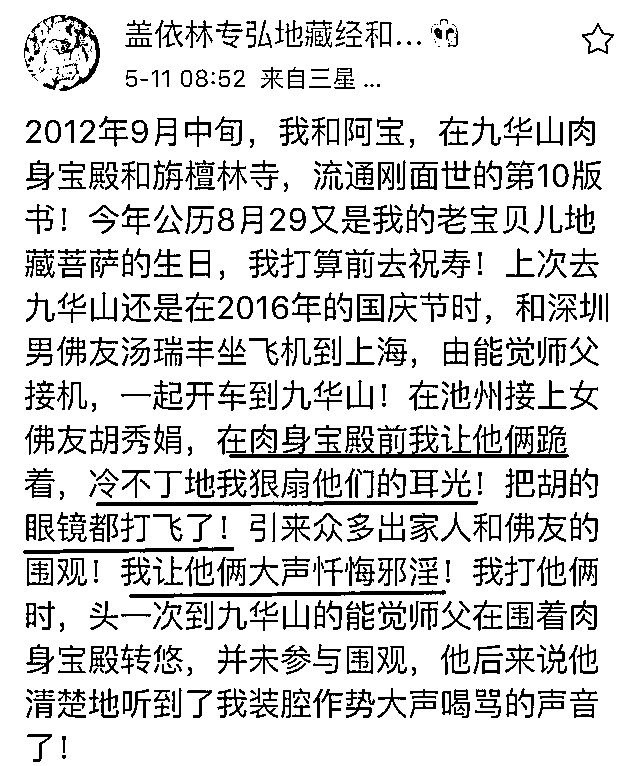 盖依林专弘地藏经和...
5-11 08:52 来自三星 ...
2012年9月中旬，我和阿宝，在九华山肉
身宝殿和旃檀林寺，流通刚面世的第10版
书！今年公历8月29又是我的老宝贝儿地
藏菩萨的生日，我打算前去祝寿！上次去
九华山还是在2016年的国庆节时，和深圳
男佛友汤瑞丰坐飞机到上海，由能觉师父
接机，一起开车到九华山！在池州接上女
佛友胡秀娟，在肉身宝殿前我让他俩跪
着，冷不丁地我狠扇他们的耳光！把胡的
眼镜都打飞了！引来众多出家人和佛友的
围观！我让他俩大声忏悔邪淫！我打他俩
时，头一次到九华山的能觉师父在围着肉
身宝殿转悠，并未参与围观，他后来说他
清楚地听到了我装腔作势大声喝骂的声音
了！